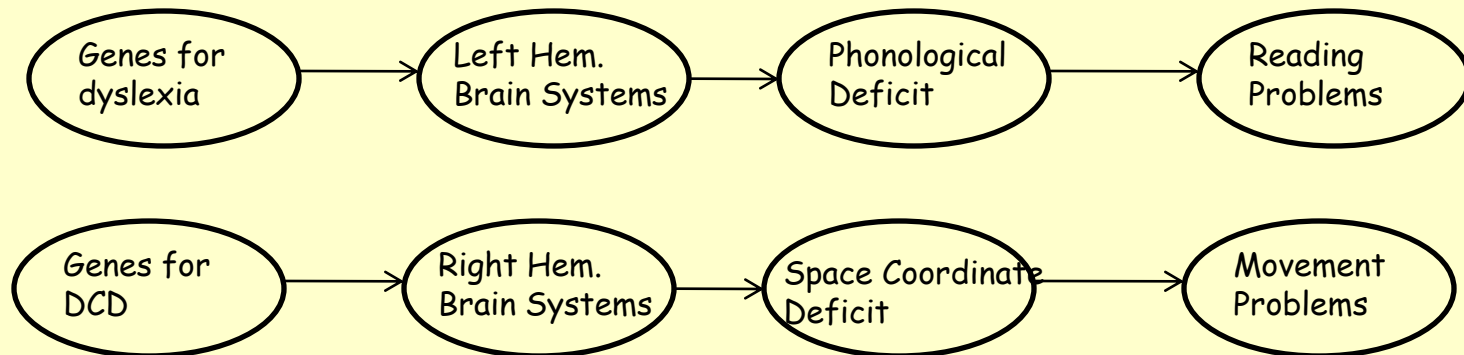 Genes for
dyslexia
Left Hem.
Brain Systems
Phonological
Deficit
Reading
Problems
Genes for
DCD
Right Hem.
Brain Systems
Space Coordinate
Deficit
Movement
Problems